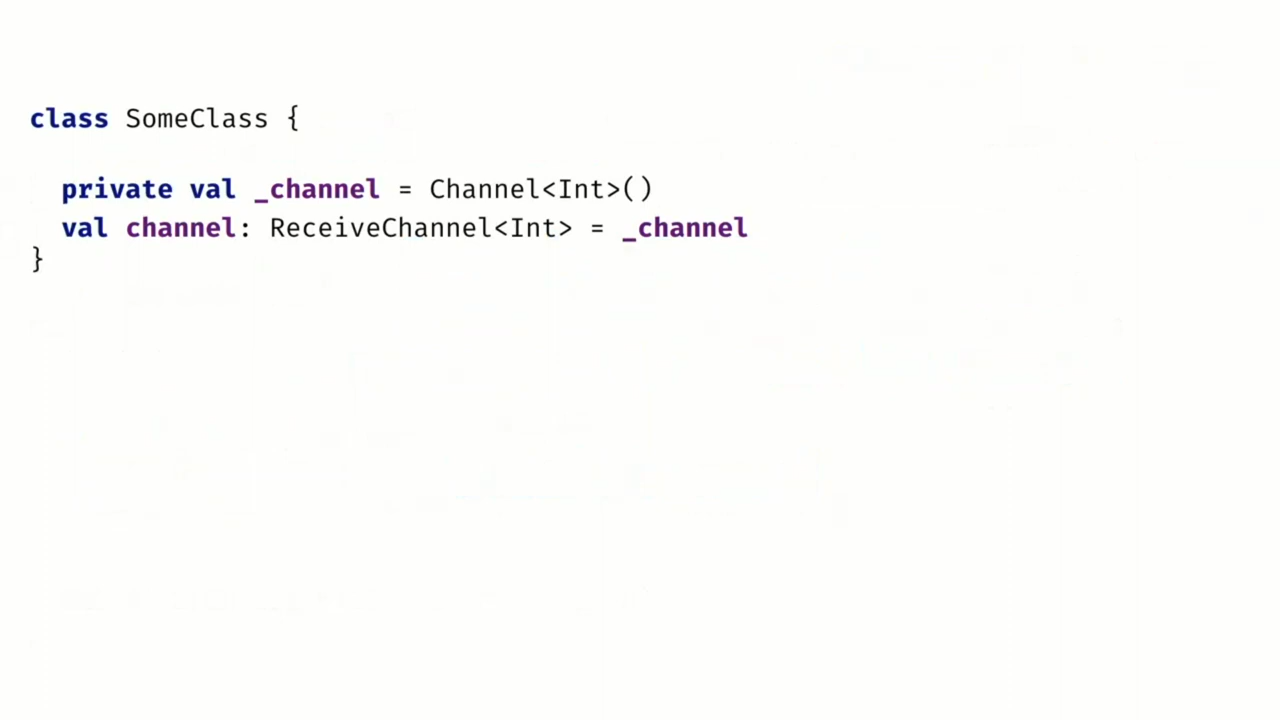 class SomeClass {
private val _channel = Channel<Int>()
val channel: ReceiveChannel<Int> = _channel
}